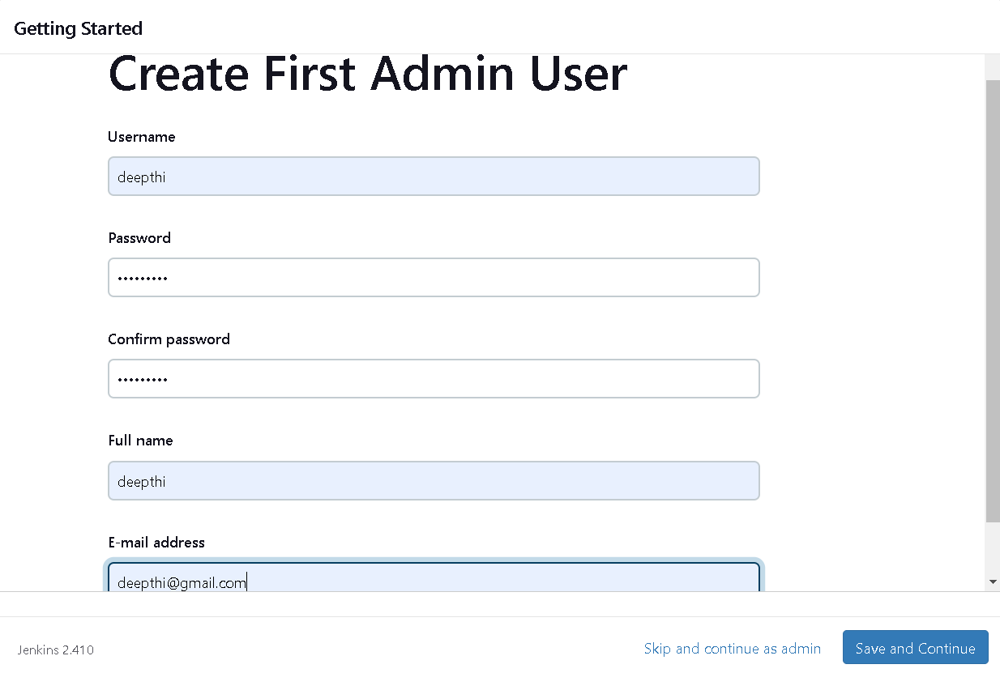 Getting Started
Create First Admin User
Username
deepthi
Password
•••••••••
Confirm password
•••••••••
Full name
deepthi
E-mail address
deepthi@gmail.com
Jenkins 2.410
Skip and continue as admin
Save and Continue